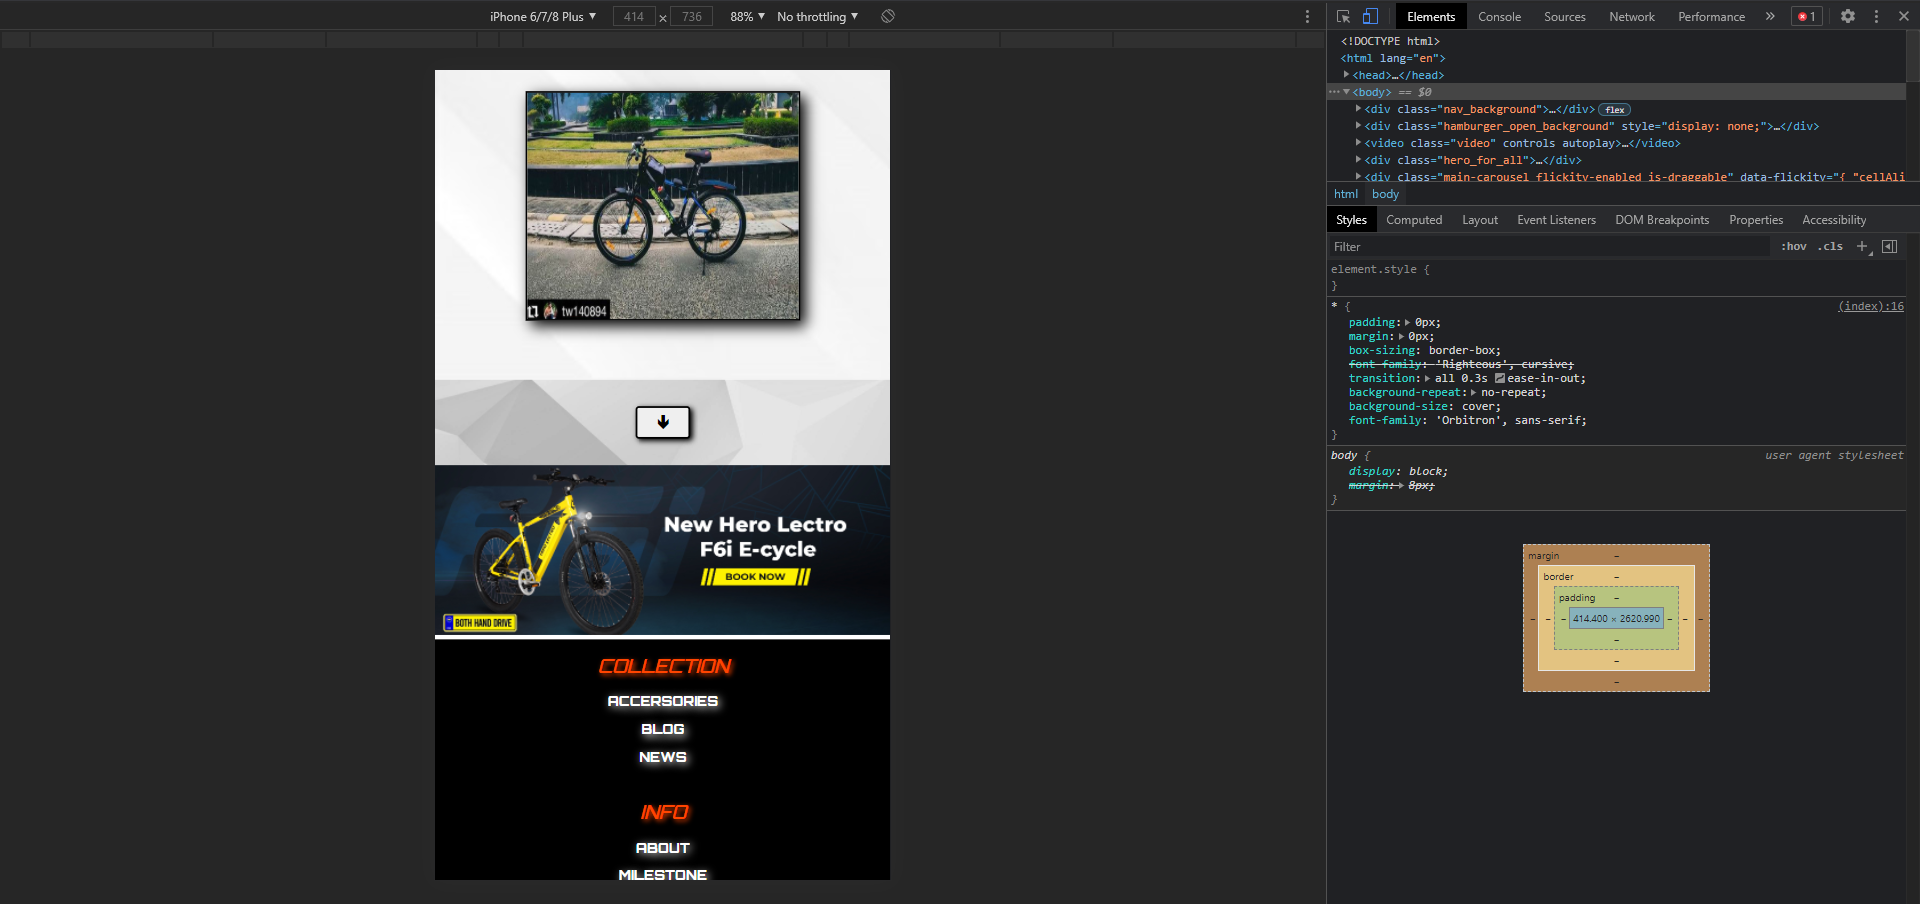 iPhone 6/7/8 Plus ▼ 414 × 736 88% ▼ No throttling ▼
Elements Console Sources Network Performance » 1
<!DOCTYPE html>
<html lang="en">
<head>…</head>
<body> == $0
<div class="nav_background">…</div> flex
<div class="hamburger_open_background" style="display: none;">…</div>
<video class="video" controls autoplay>…</video>
<div class="hero_for_all">…</div>
<div class="main-carousel flickity-enabled is-draggable" data-flickity="{ "cellAli
html body
Styles Computed Layout Event Listeners DOM Breakpoints Properties Accessibility
Filter :hov .cls +
element.style {
}
* { (index):16
padding: 0px;
margin: 0px;
box-sizing: border-box;
font-family: 'Righteous', cursive;
transition: all 0.3s ease-in-out;
background-repeat: no-repeat;
background-size: cover;
font-family: 'Orbitron', sans-serif;
}
body { user agent stylesheet
display: block;
margin: 8px;
}
margin –
border –
padding –
– – – 414.400 × 2620.990 – – –
–
–
–
tw140894
New Hero Lectro
F6i E-cycle
BOOK NOW
BOTH HAND DRIVE
COLLECTION
ACCERSORIES
BLOG
NEWS
INFO
ABOUT
MILESTONE